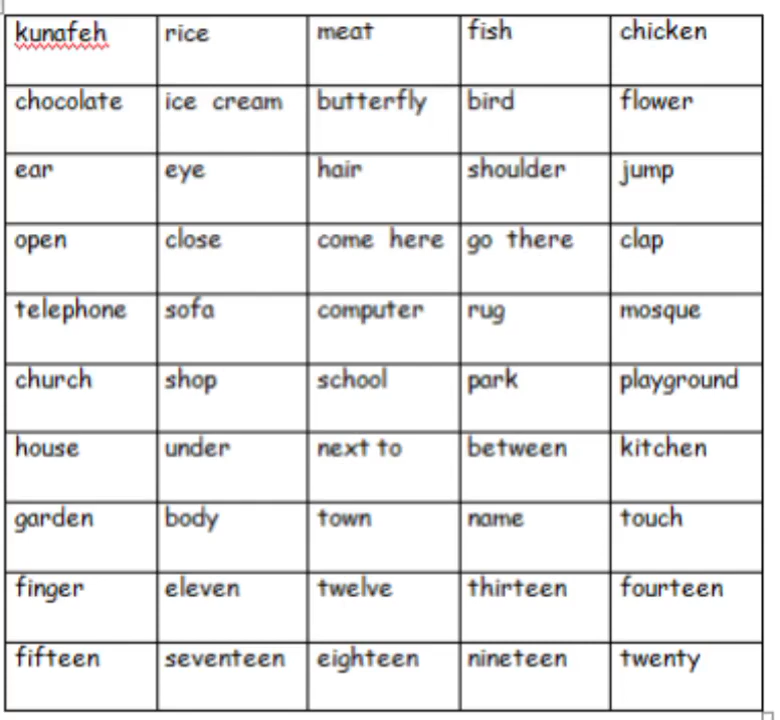 kunafeh rice meat fish chicken
chocolate ice cream butterfly bird flower
ear eye hair shoulder jump
open close come here go there clap
telephone sofa computer rug mosque
church shop school park playground
house under next to between kitchen
garden body town name touch
finger eleven twelve thirteen fourteen
fifteen seventeen eighteen nineteen twenty